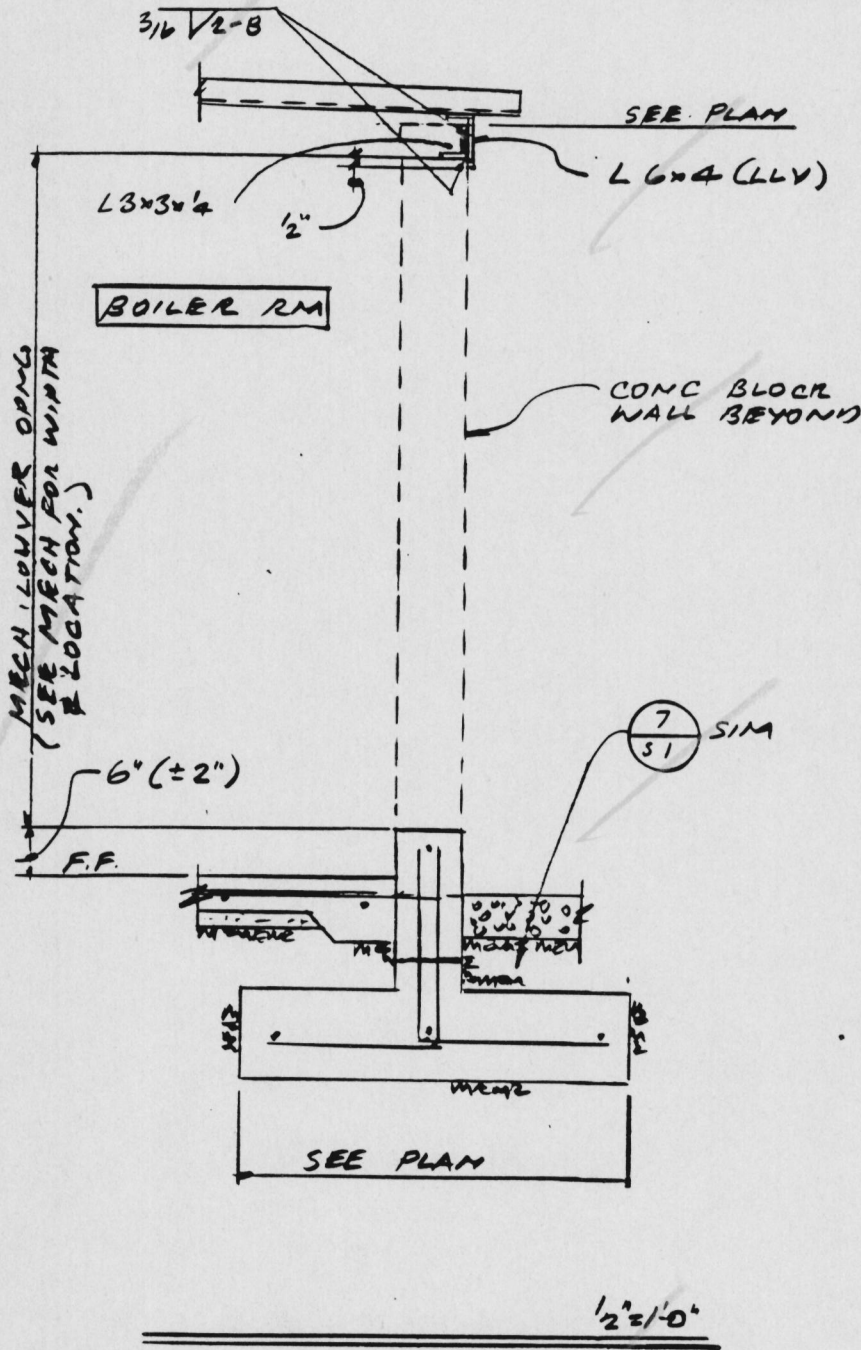 3/16 2-8
SEE PLAN
L 6x4 (LLV)
L3x3x1/4
1/2"
BOILER RM
MECH. LOUVER OPNG
(SEE MECH FOR WIDTH
& LOCATION.)
CONC BLOCK
WALL BEYOND
7
S1
SIM
6" (±2")
F.F.
SEE PLAN
1/2"=1'-0"